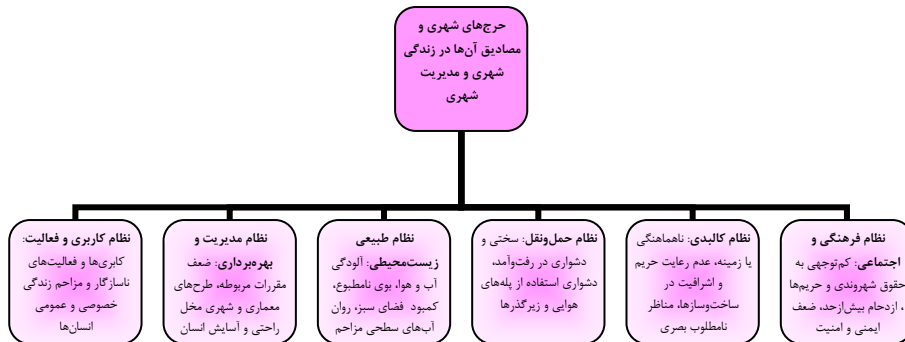 حرج‌های شهری و
مصادیق آن‌ها در زندگی
شهری و مدیریت
شهری
نظام فرهنگی و
اجتماعی: کم‌توجهی به
حقوق شهروندی و حریم‌ها
، ازدحام بیش‌ازحد، ضعف
ایمنی و امنیت
نظام کالبدی: ناهماهنگی
با زمینه، عدم رعایت حریم
و اشرافیت در
ساخت‌وسازها، مناظر
نامطلوب بصری
نظام حمل‌ونقل: سختی و
دشواری در رفت‌وآمد،
دشواری استفاده از پله‌های
هوایی و زیرگذرها
نظام طبیعی
زیست‌محیطی: آلودگی
آب و هوا، بوی نامطبوع،
کمبود فضای سبز، روان
آب‌های سطحی مزاحم
نظام مدیریت و
بهره‌برداری: ضعف
مقررات مربوطه، طرح‌های
معماری و شهری مخل
راحتی و آسایش انسان
نظام کاربری و فعالیت:
کابری‌ها و فعالیت‌های
ناسازگار و مزاحم زندگی
خصوصی و عمومی
انسان‌ها